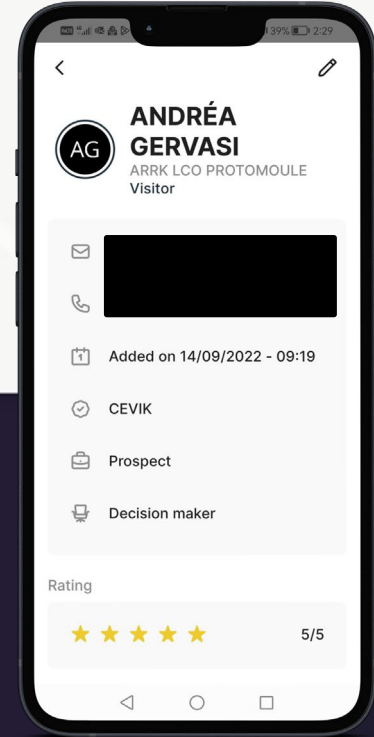 39% 2:29
ANDRÉA
GERVASI
AG
ARRK LCO PROTOMOULE
Visitor
Added on 14/09/2022 - 09:19
CEVIK
Prospect
Decision maker
Rating
5/5